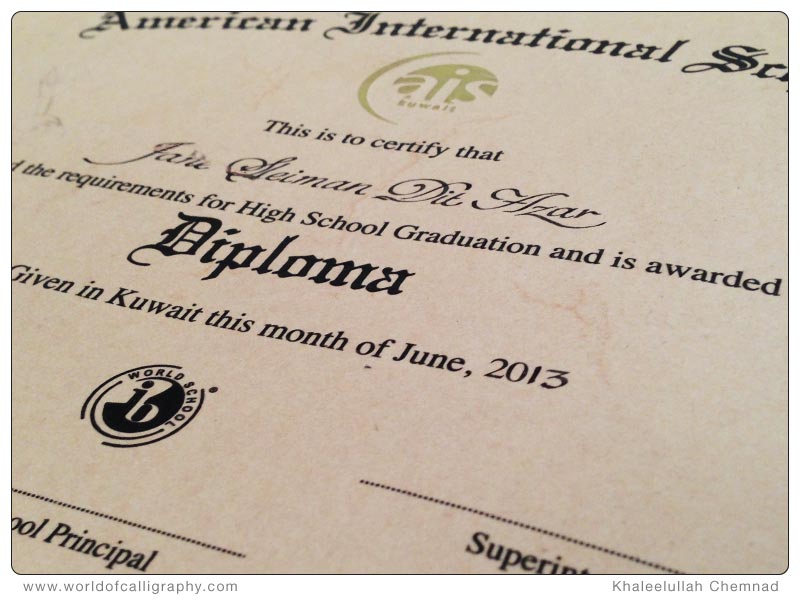 American International Sc
ais
kuwait
This is to certify that
Seiman Dit Azar
the requirements for High School Graduation and is awarded
Diploma
Given in Kuwait this month of June, 2013
WORLD SCHOOL
ib
®
ool Principal
Superint
www.worldofcalligraphy.com
Khaleelullah Chemnad